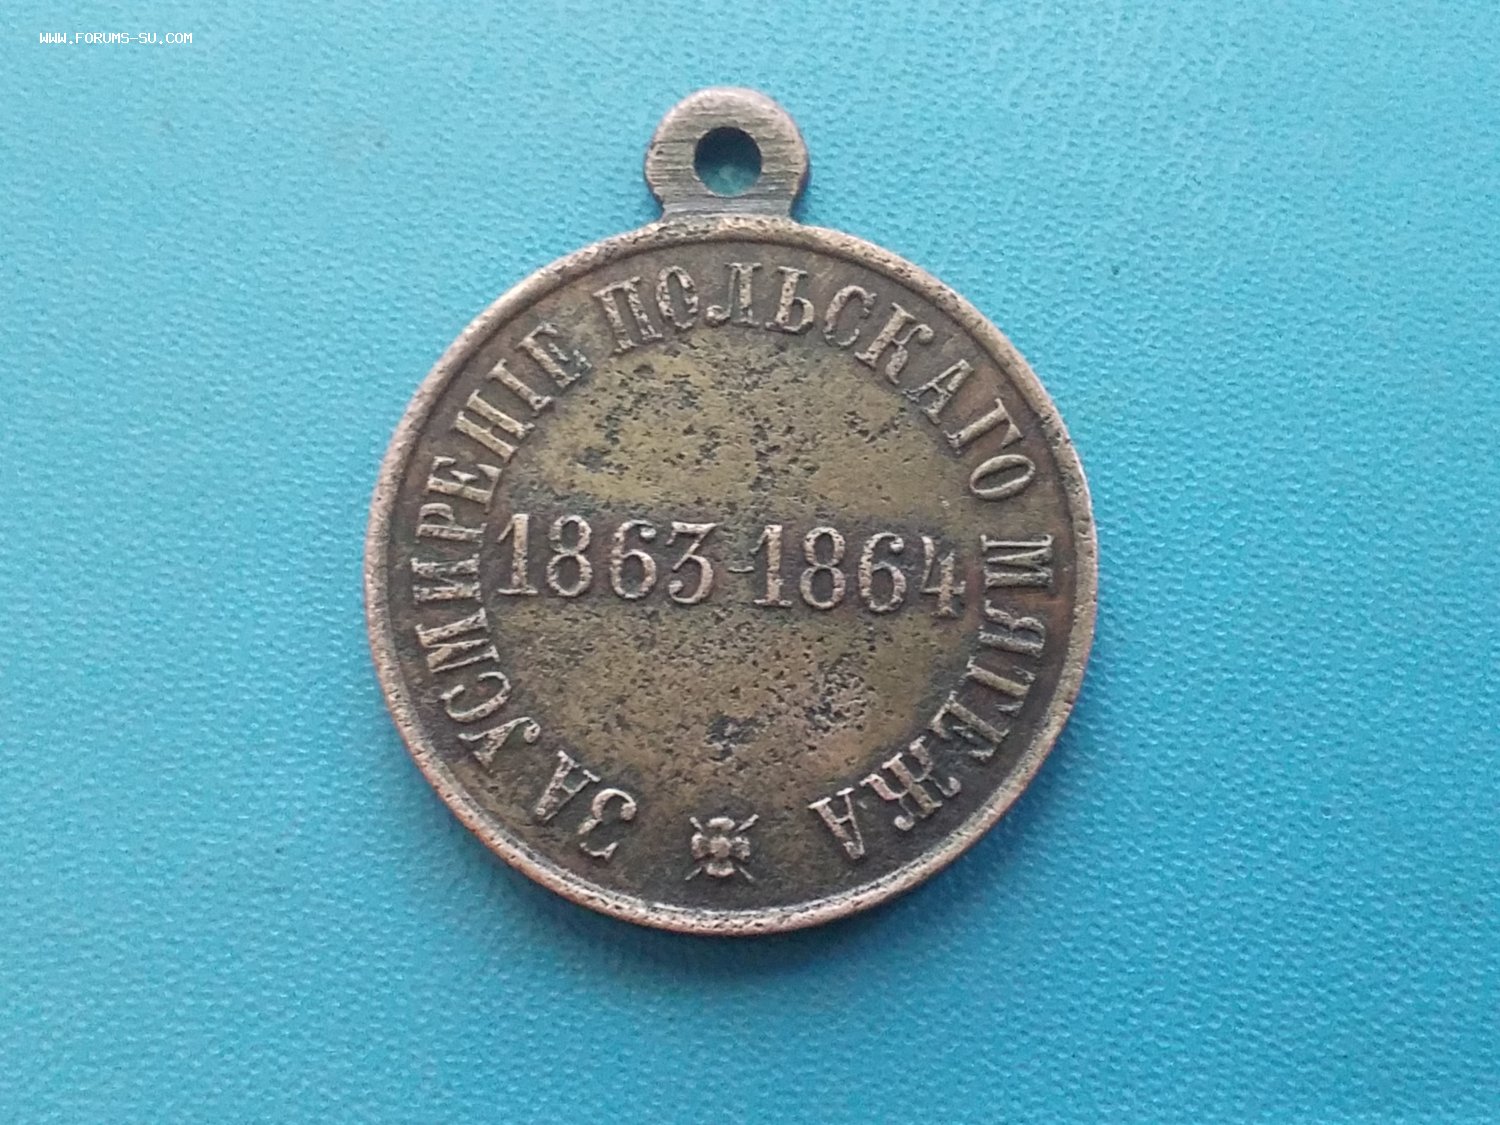 WWW.FORUMS-SU.COM
ЗА УСМИРЕНІЕ ПОЛЬСКАГО МЯТЕЖА
1863-1864